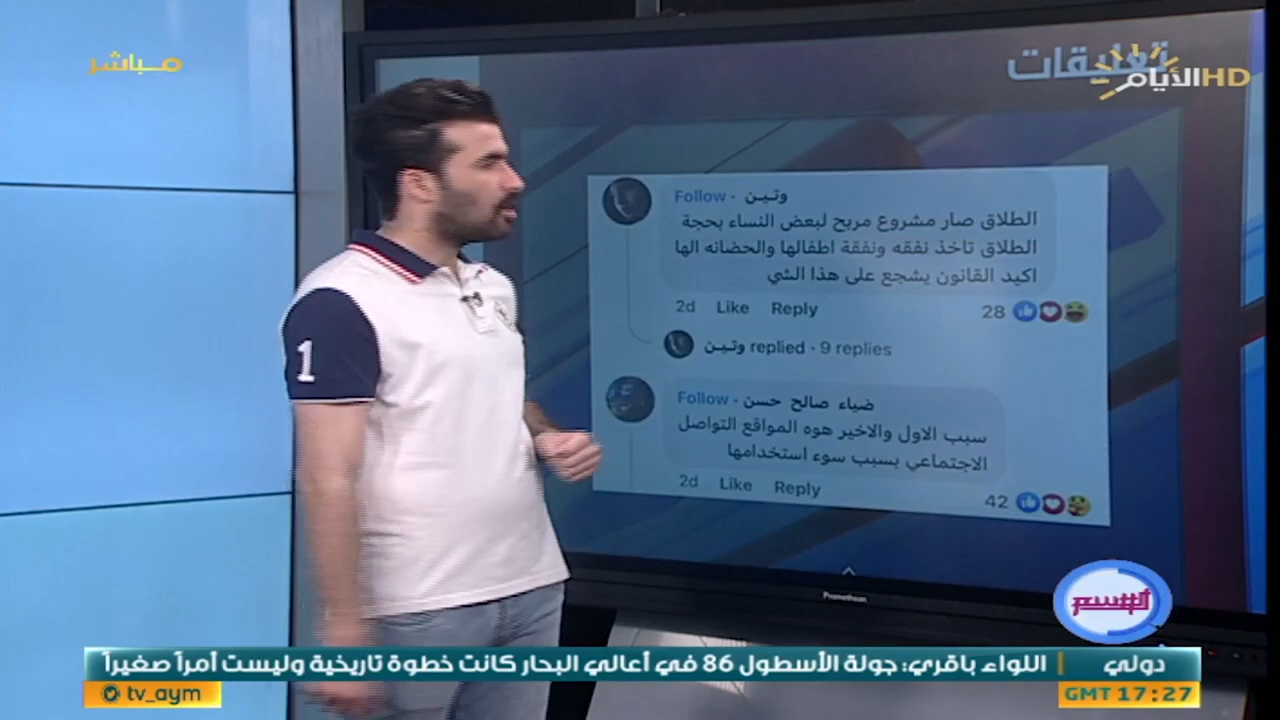 مباشر
تعليقات
الأيام HD
وتين · Follow
الطلاق صار مشروع مربح لبعض النساء بحجة
الطلاق تاخذ نفقه ونفقة اطفالها والحضانه الها
اكيد القانون يشجع على هذا الشي
2d Like Reply 28
وتين replied · 9 replies
ضياء صالح حسن · Follow
سبب الاول والاخير هوه المواقع التواصل
الاجتماعي بسبب سوء استخدامها
2d Like Reply 42
1
Promethean
دولي | اللواء باقري: جولة الأسطول 86 في أعالي البحار كانت خطوة تاريخية وليست أمراً صغيراً
tv_aym
GMT 17:27